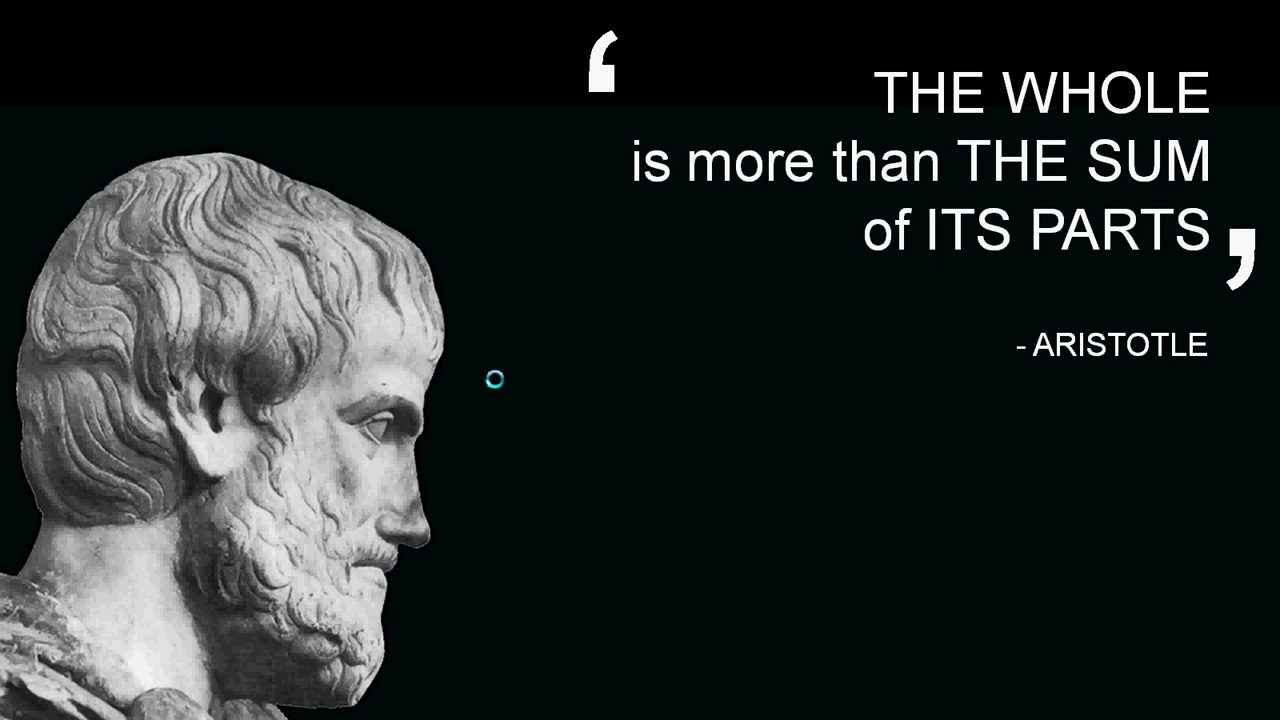 ‘ THE WHOLE
is more than THE SUM
of ITS PARTS ’
- ARISTOTLE